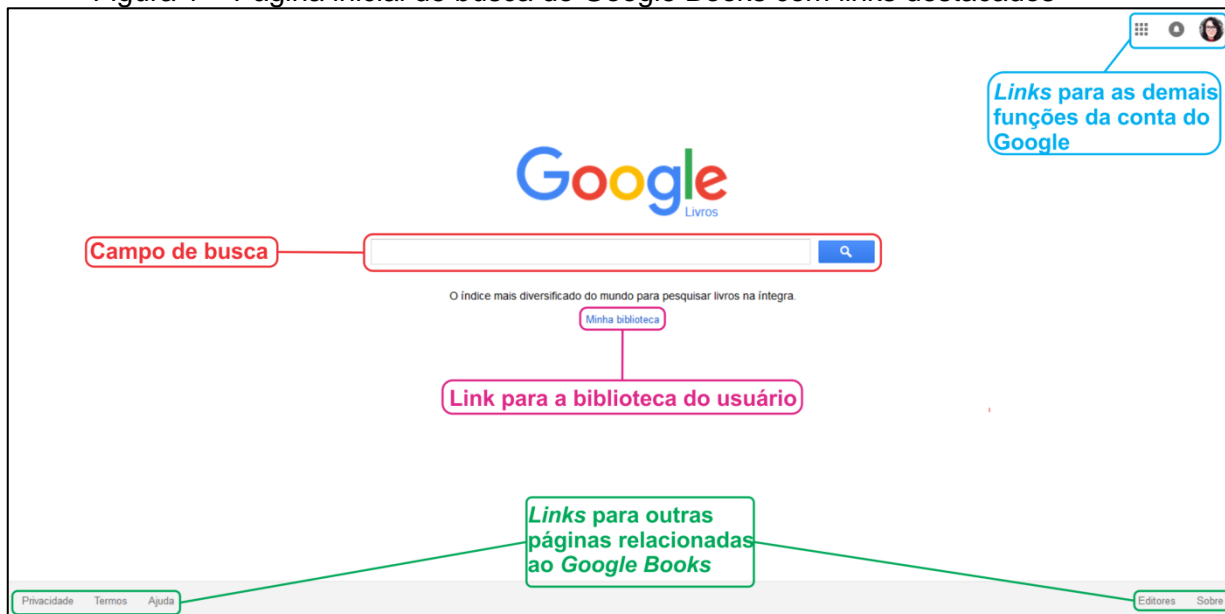 Figura 1 – Página inicial de busca do Google Books com links destacados
Links para as demais
funções da conta do
Google
Google
Livros
Campo de busca
O índice mais diversificado do mundo para pesquisar livros na íntegra.
Minha biblioteca
Link para a biblioteca do usuário
Links para outras
páginas relacionadas
ao Google Books
Privacidade Termos Ajuda
Editores Sobre